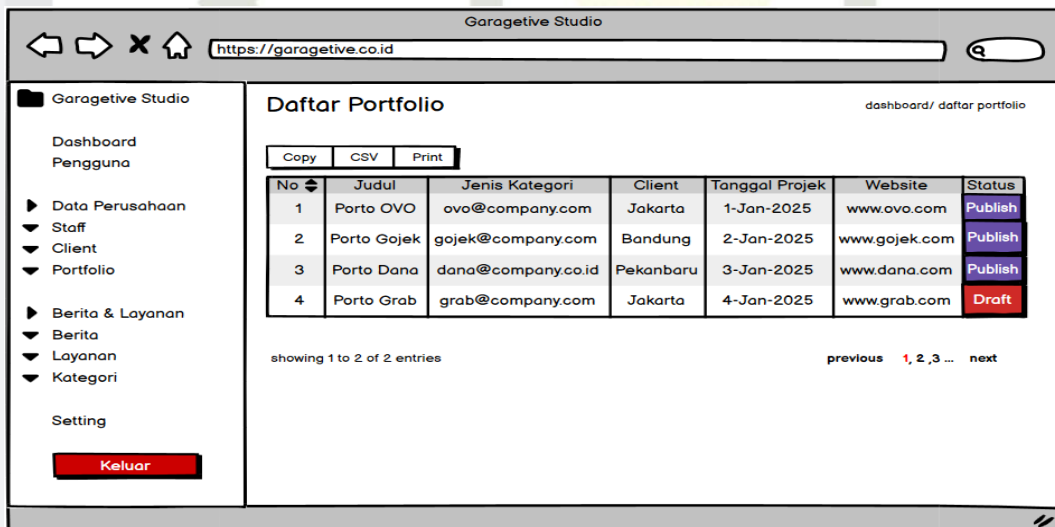 Garagetive Studio
https://garagetive.co.id
Garagetive Studio
Dashboard
Pengguna
Data Perusahaan
Staff
Client
Portfolio
Berita & Layanan
Berita
Layanan
Kategori
Setting
Keluar
Daftar Portfolio
dashboard/ daftar portfolio
Copy CSV Print
No Judul Jenis Kategori Client Tanggal Projek Website Status
1 Porto OVO ovo@company.com Jakarta 1-Jan-2025 www.ovo.com Publish
2 Porto Gojek gojek@company.com Bandung 2-Jan-2025 www.gojek.com Publish
3 Porto Dana dana@company.co.id Pekanbaru 3-Jan-2025 www.dana.com Publish
4 Porto Grab grab@company.com Jakarta 4-Jan-2025 www.grab.com Draft
showing 1 to 2 of 2 entries
previous 1, 2 ,3 ... next